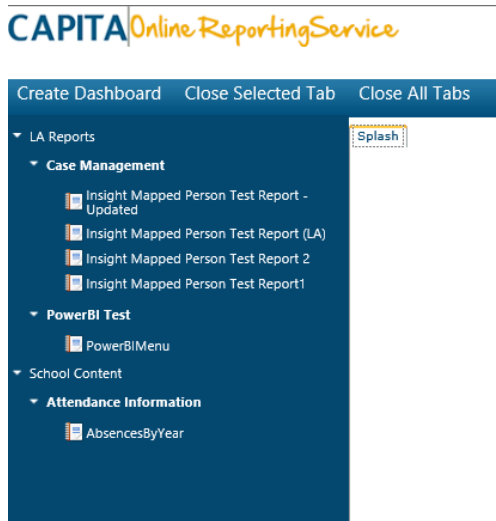 CAPITA Online Reporting Service
Create Dashboard Close Selected Tab Close All Tabs
LA Reports
Splash
Case Management
Insight Mapped Person Test Report -
Updated
Insight Mapped Person Test Report (LA)
Insight Mapped Person Test Report 2
Insight Mapped Person Test Report1
PowerBI Test
PowerBIMenu
School Content
Attendance Information
AbsencesByYear